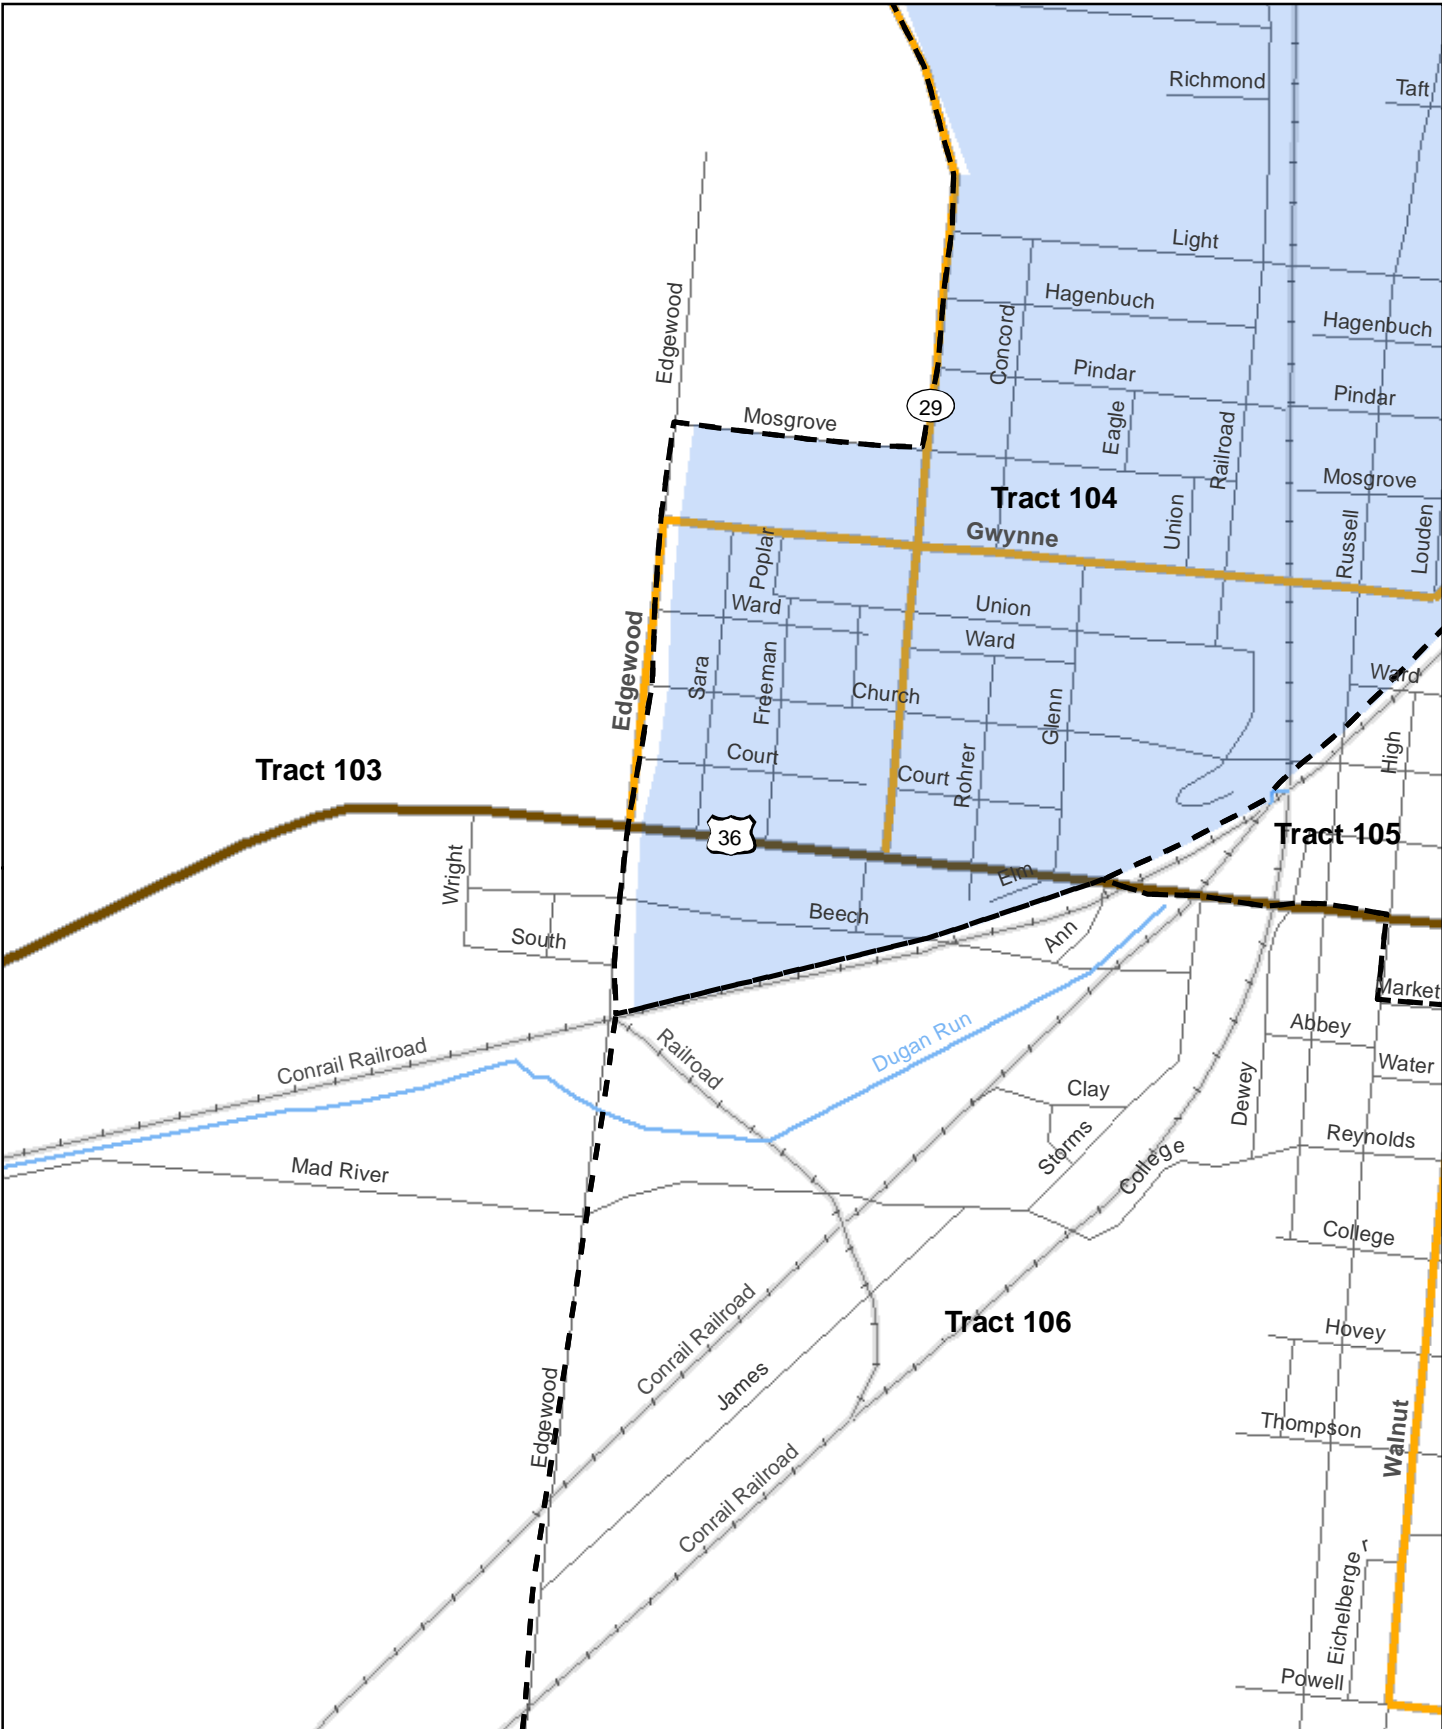 Richmond
Taft
Light
Edgewood
Hagenbuch
Concord
Hagenbuch
Pindar
Pindar
29
Mosgrove
Eagle
Railroad
Mosgrove
Tract 104
Union
Gwynne
Russell
Louden
Poplar
Ward
Union
Edgewood
Ward
Sara
Freeman
Church
Glenn
Ward
High
Court
Court
Rohrer
Tract 103
36
Tract 105
Wright
Elm
Beech
South
Ann
Market
Abbey
Dugan Run
Conrail Railroad
Railroad
Water
Clay
Dewey
Storms
Reynolds
College
Mad River
College
Tract 106
Hovey
Conrail Railroad
James
Edgewood
Thompson
Walnut
Conrail Railroad
Eichelberger
Powell